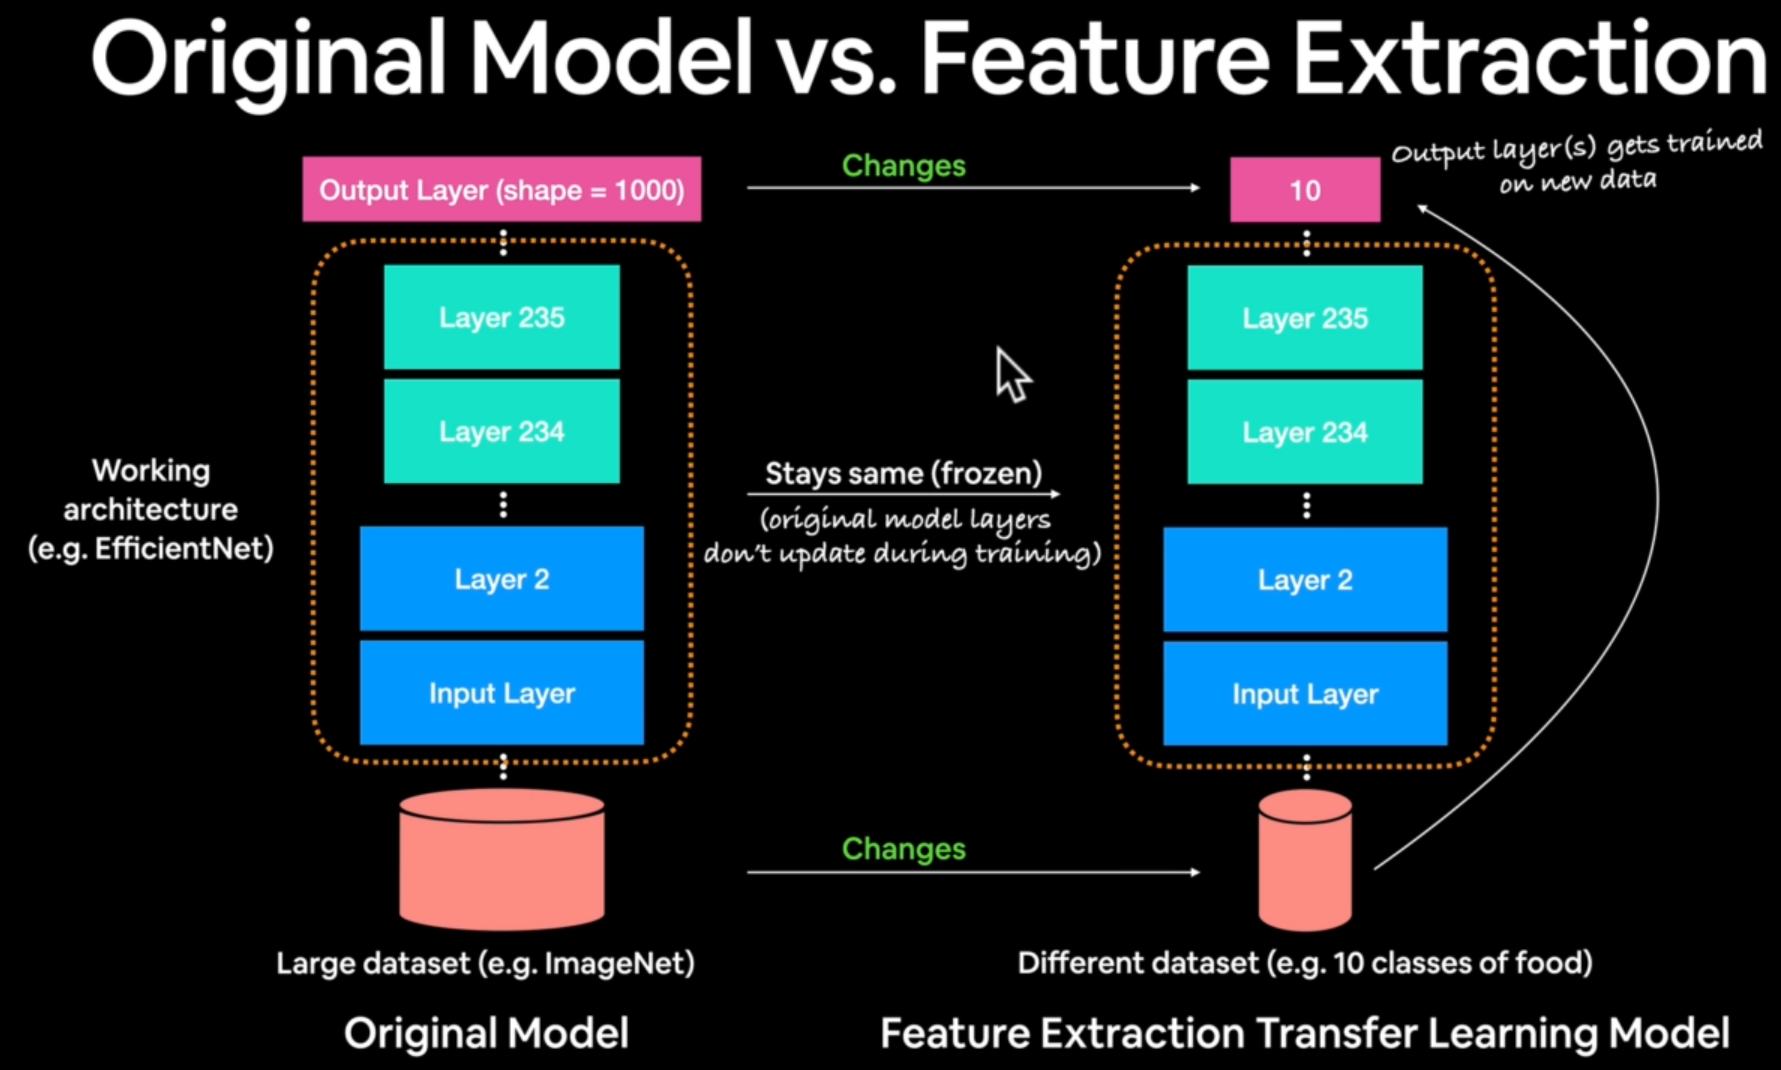 Original Model vs. Feature Extraction
Output Layer (shape = 1000)
Changes
10
Output layer(s) gets trained
on new data
Layer 235
Layer 234
Layer 2
Input Layer
Working
architecture
(e.g. EfficientNet)
Stays same (frozen)
(original model layers
don't update during training)
Layer 235
Layer 234
Layer 2
Input Layer
Changes
Large dataset (e.g. ImageNet)
Different dataset (e.g. 10 classes of food)
Original Model
Feature Extraction Transfer Learning Model